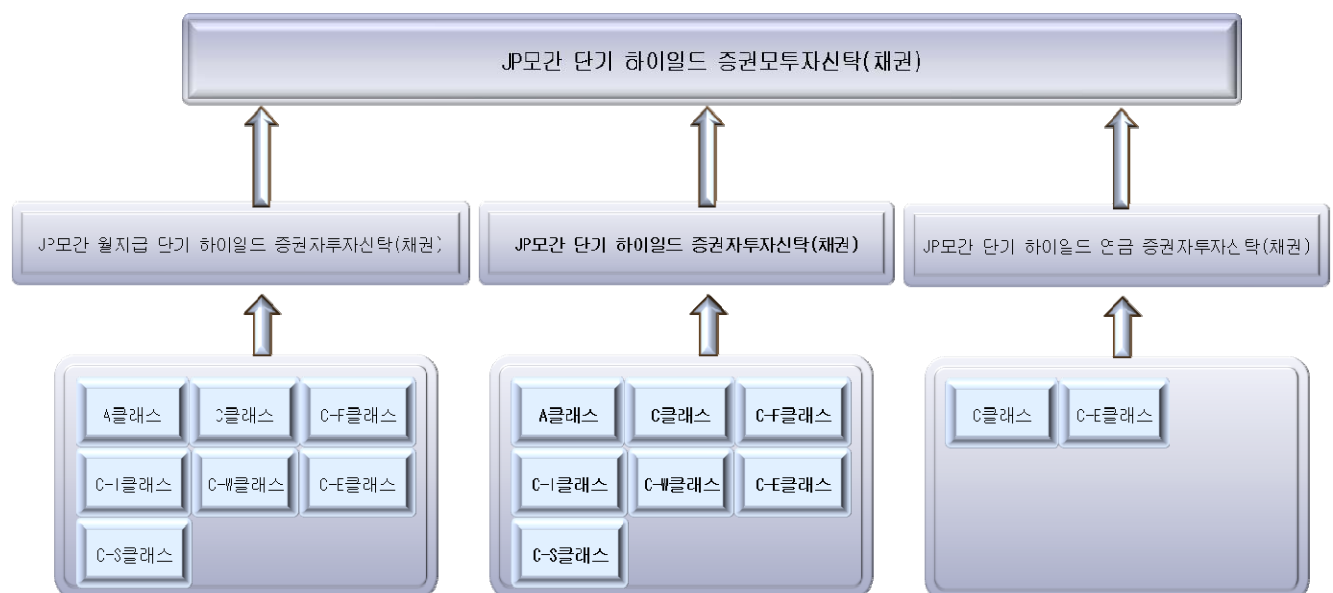 JP모간 단기 하이일드 증권모투자신탁(채권)
JP모간 월지급 단기 하이일드 증권자투자신탁(채권)
JP모간 단기 하이일드 증권자투자신탁(채권)
JP모간 단기 하이일드 연금 증권자투자신탁(채권)
A클래스 C클래스 C-F클래스
C-I클래스 C-W클래스 C-E클래스
C-S클래스
A클래스 C클래스 C-F클래스
C-I클래스 C-W클래스 C-E클래스
C-S클래스
C클래스 C-E클래스